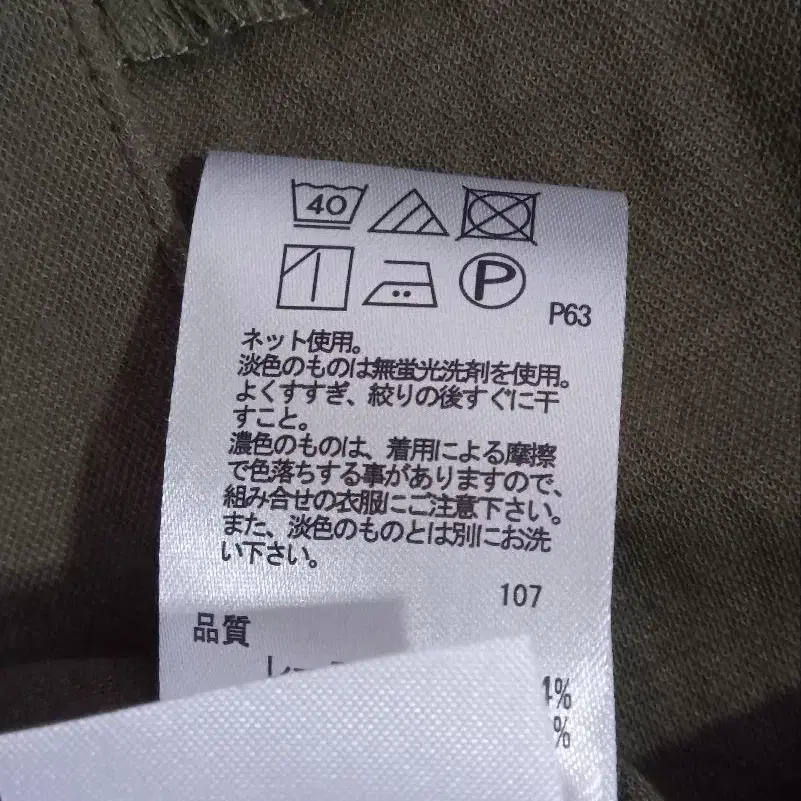 40
P
P63
ネット使用。
淡色のものは無蛍光洗剤を使用。
よくすすぎ、絞りの後すぐに干
すこと。
濃色のものは、着用による摩擦
で色落ちする事がありますので、
組み合せの衣服にご注意下さい。
また、淡色のものとは別にお洗
い下さい。
107
品質
%
%